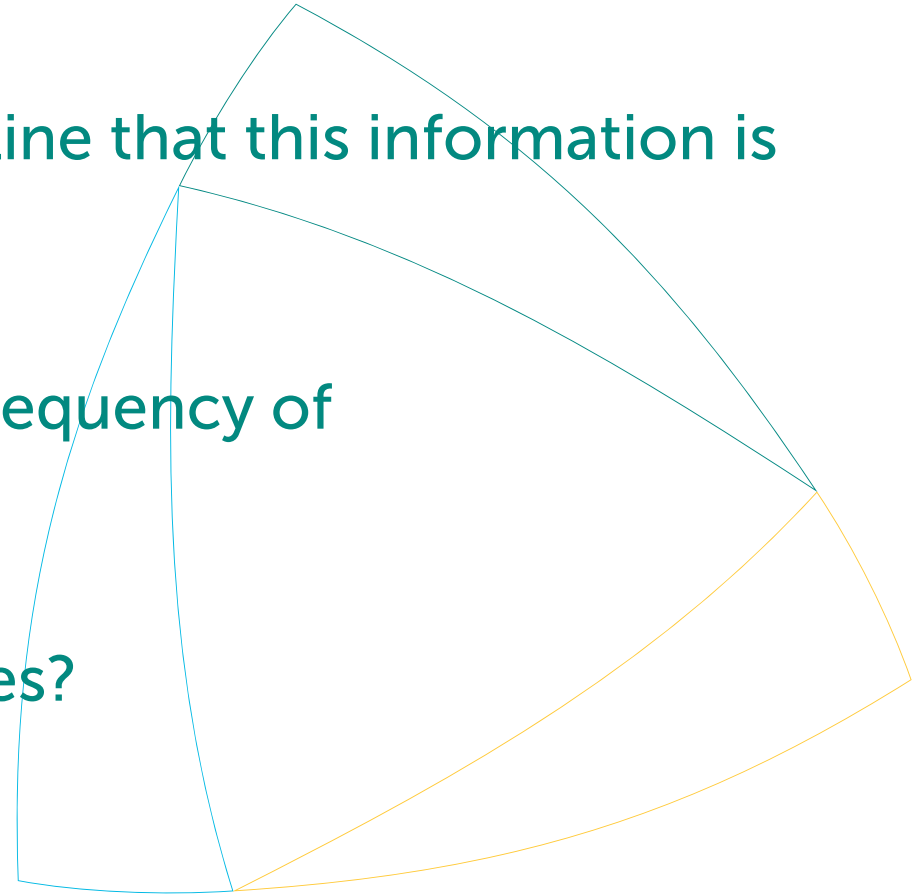 ine that this information is
equency of
es?